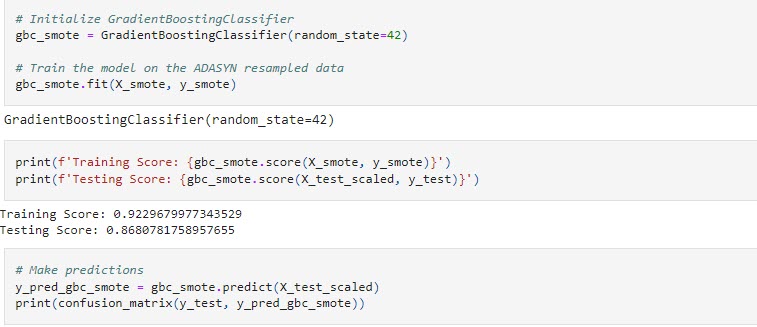 # Initialize GradientBoostingClassifier
gbc_smote = GradientBoostingClassifier(random_state=42)
# Train the model on the ADASYN resampled data
gbc_smote.fit(X_smote, y_smote)
GradientBoostingClassifier(random_state=42)
print(f'Training Score: {gbc_smote.score(X_smote, y_smote)}')
print(f'Testing Score: {gbc_smote.score(X_test_scaled, y_test)}')
Training Score: 0.9229679977343529
Testing Score: 0.8680781758957655
# Make predictions
y_pred_gbc_smote = gbc_smote.predict(X_test_scaled)
print(confusion_matrix(y_test, y_pred_gbc_smote))